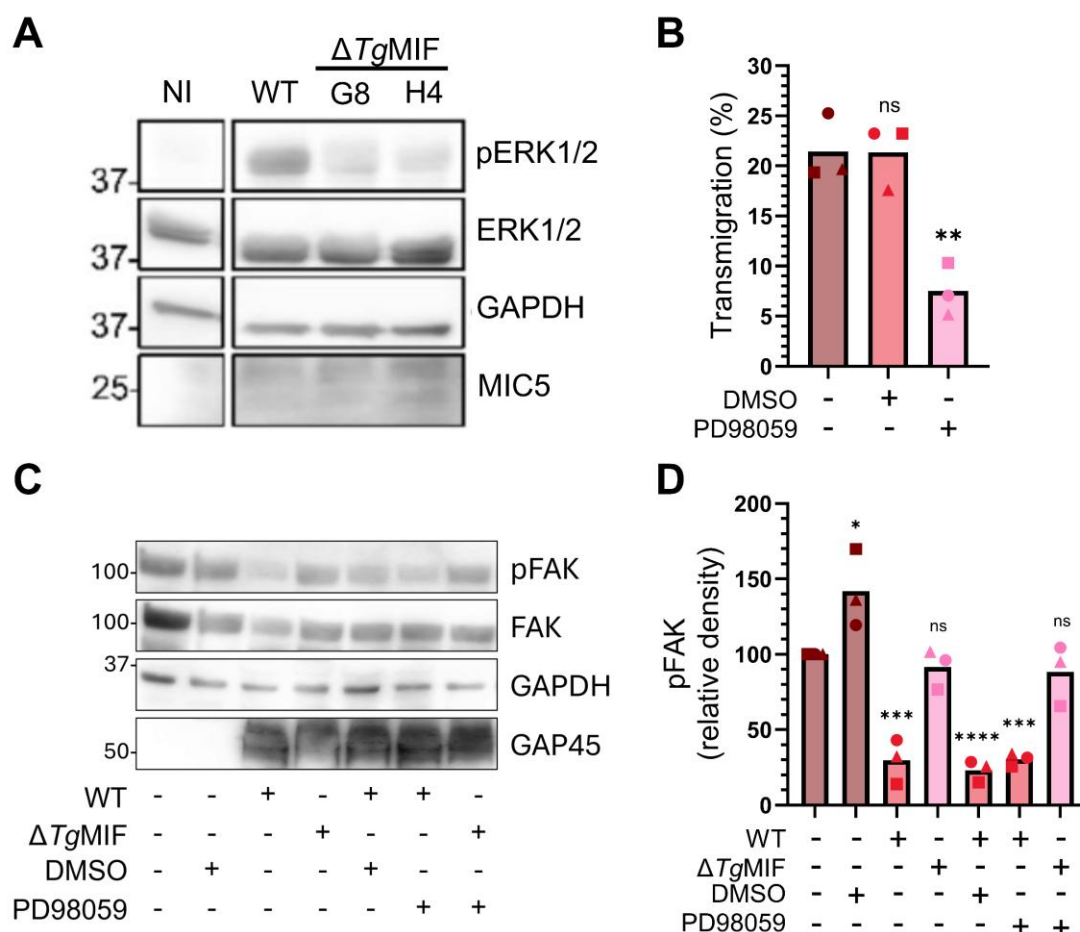 A
ΔTgMIF
NI WT G8 H4
pERK1/2
37
ERK1/2
37
GAPDH
37
MIC5
25
B
Transmigration (%)
30
25
20
15
10
5
0
ns
**
DMSO - + -
PD98059 - - +
C
100 pFAK
100 FAK
37
GAPDH
50 GAP45
WT - - + - + + -
ΔTgMIF - - - + - - +
DMSO - + - - + - -
PD98059 - - - - - + +
D
pFAK
(relative density)
200
150
100
50
0
*
***
ns
****
***
ns
WT - - + - + + -
ΔTgMIF - - - + - - +
DMSO - + - - + - -
PD98059 - - - - - + +